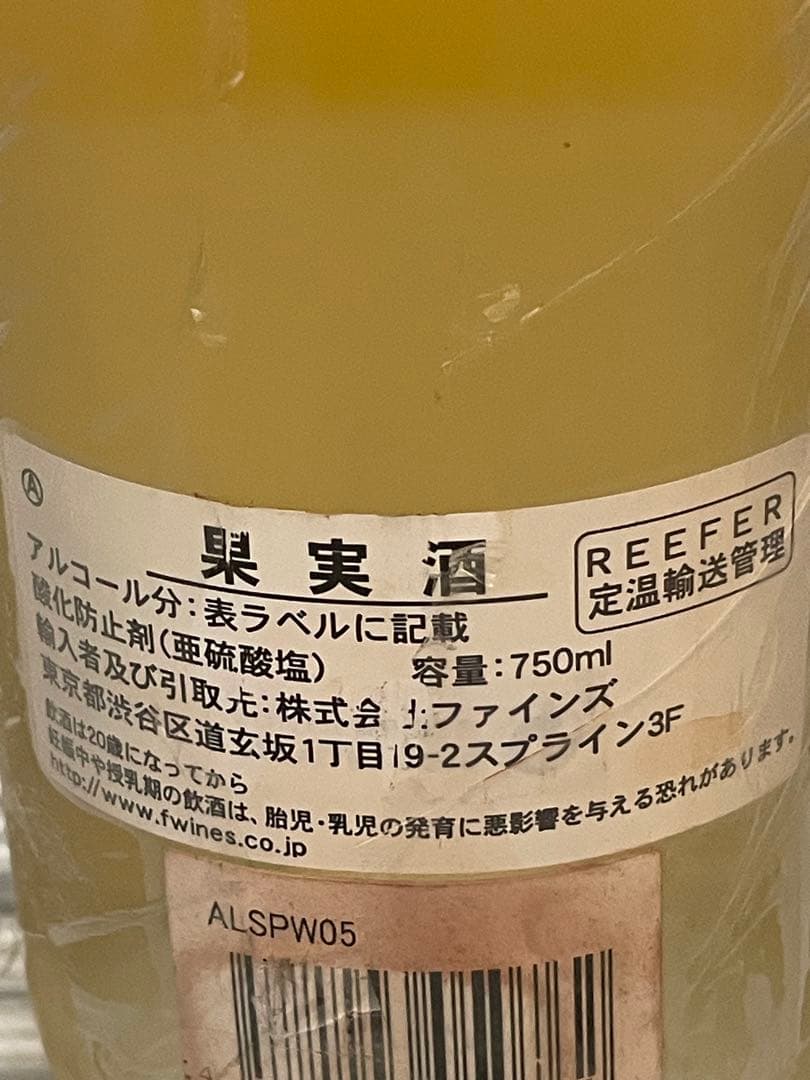 Ⓐ
果実酒
REEFER
定温輸送管理
アルコール分：表ラベルに記載
酸化防止剤(亜硫酸塩) 容量：750ml
輸入者及び引取先：株式会社ファインズ
東京都渋谷区道玄坂1丁目19-2スプライン3F
飲酒は20歳になってから
妊娠中や授乳期の飲酒は、胎児・乳児の発育に悪影響を与える恐れがあります。
http://www.fwines.co.jp
ALSPW05